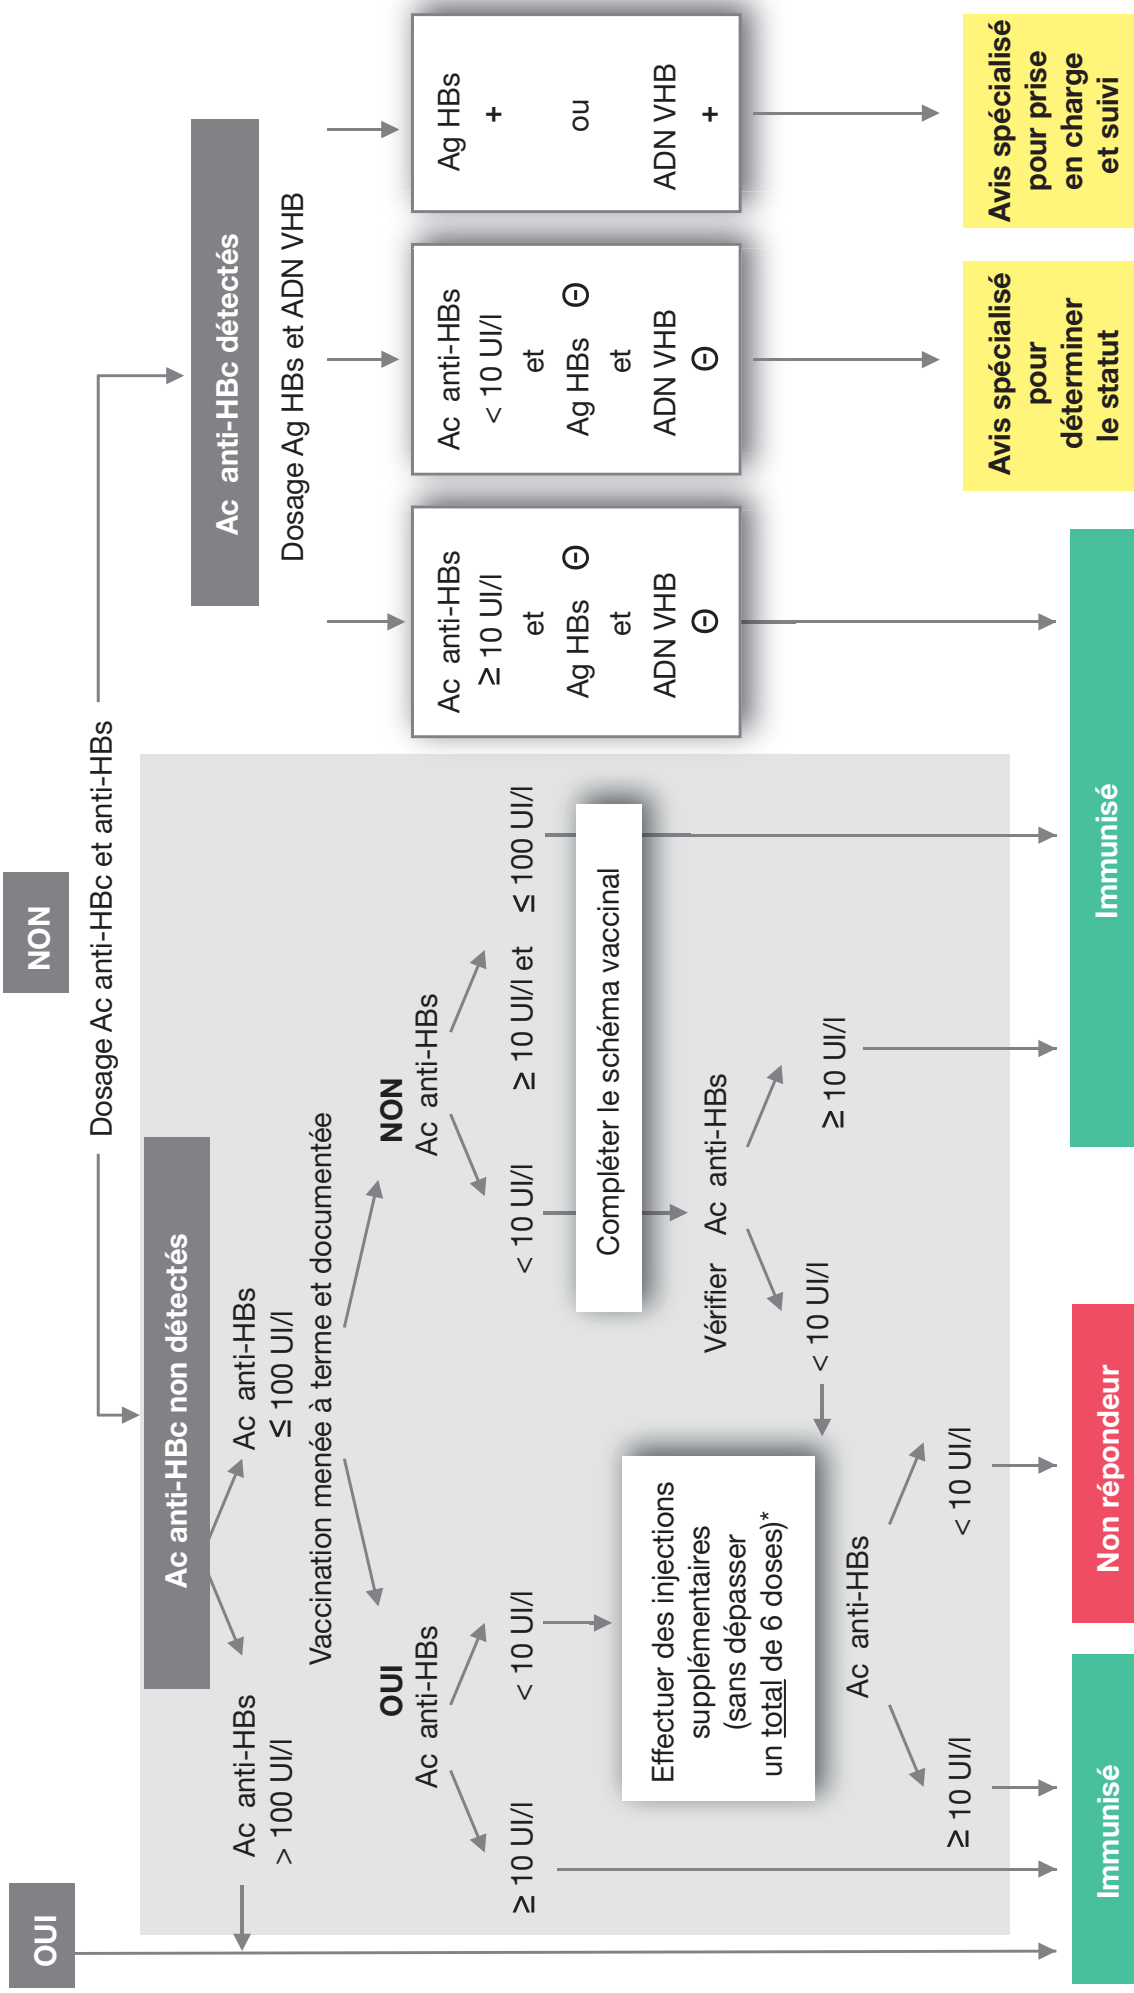 OUI
NON
Dosage Ac anti-HBc et anti-HBs
Ac anti-HBc non détectés
Ac anti-HBs
> 100 UI/l
Ac anti-HBs
≤ 100 UI/l
Vaccination menée à terme et documentée
OUI
Ac anti-HBs
≥ 10 UI/l
< 10 UI/l
NON
Ac anti-HBs
< 10 UI/l
≥ 10 UI/l et ≤ 100 UI/l
Compléter le schéma vaccinal
Vérifier Ac anti-HBs
< 10 UI/l
≥ 10 UI/l
Effectuer des injections
supplémentaires
(sans dépasser
un total de 6 doses)*
Ac anti-HBs
≥ 10 UI/l
< 10 UI/l
Ac anti-HBc détectés
Dosage Ag HBs et ADN VHB
Ac anti-HBs
≥ 10 UI/l
et
Ag HBs ⊖
et
ADN VHB
⊖
Ac anti-HBs
< 10 UI/l
et
Ag HBs ⊖
et
ADN VHB
⊖
Ag HBs
+
ou
ADN VHB
+
Immunisé
Non répondeur
Immunisé
Avis spécialisé
pour
déterminer
le statut
Avis spécialisé
pour prise
en charge
et suivi